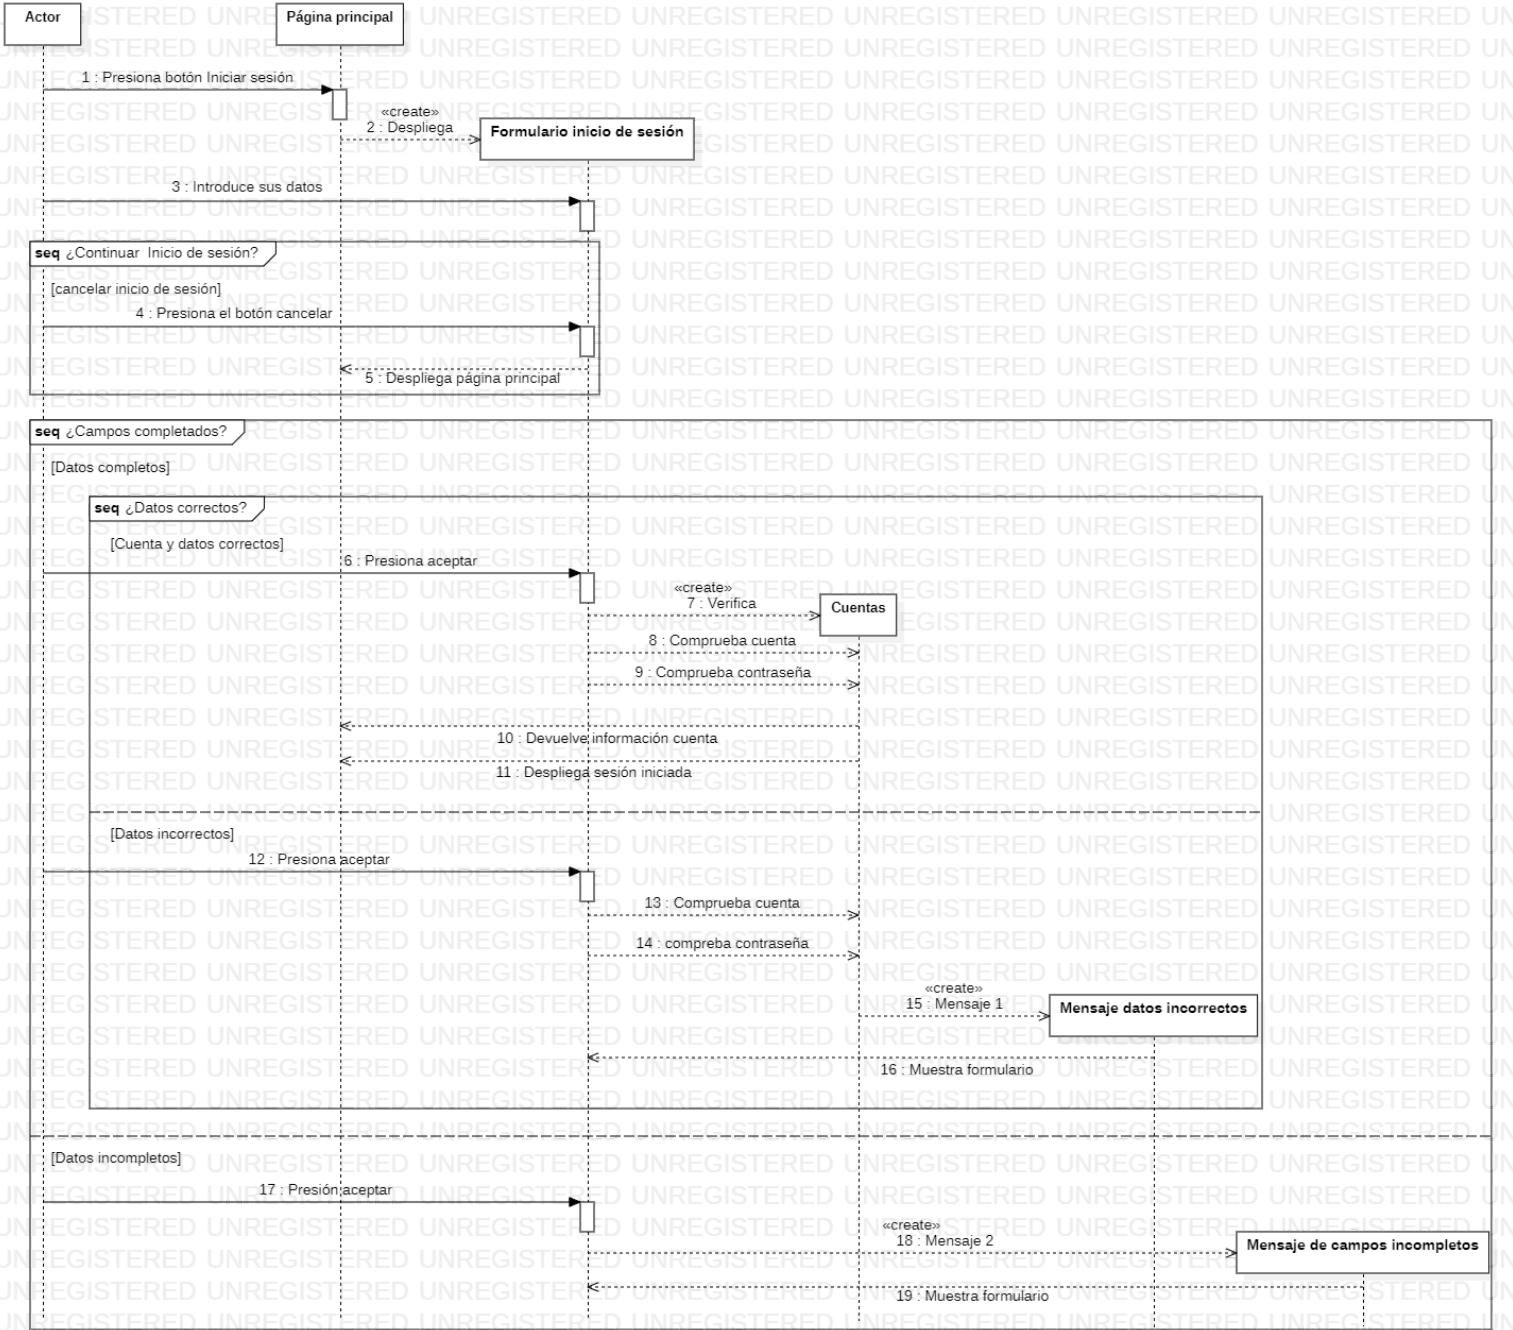 Actor
Página principal
1 : Presiona botón Iniciar sesión
«create»
2 : Despliega
Formulario inicio de sesión
3 : Introduce sus datos
seq ¿Continuar Inicio de sesión?
[cancelar inicio de sesión]
4 : Presiona el botón cancelar
5 : Despliega página principal
seq ¿Campos completados?
[Datos completos]
seq ¿Datos correctos?
[Cuenta y datos correctos]
6 : Presiona aceptar
«create»
7 : Verifica
Cuentas
8 : Comprueba cuenta
9 : Comprueba contraseña
10 : Devuelve información cuenta
11 : Despliega sesión iniciada
[Datos incorrectos]
12 : Presiona aceptar
13 : Comprueba cuenta
14 : compreba contraseña
«create»
15 : Mensaje 1
Mensaje datos incorrectos
16 : Muestra formulario
[Datos incompletos]
17 : Presión aceptar
«create»
18 : Mensaje 2
Mensaje de campos incompletos
19 : Muestra formulario
UNREGISTERED